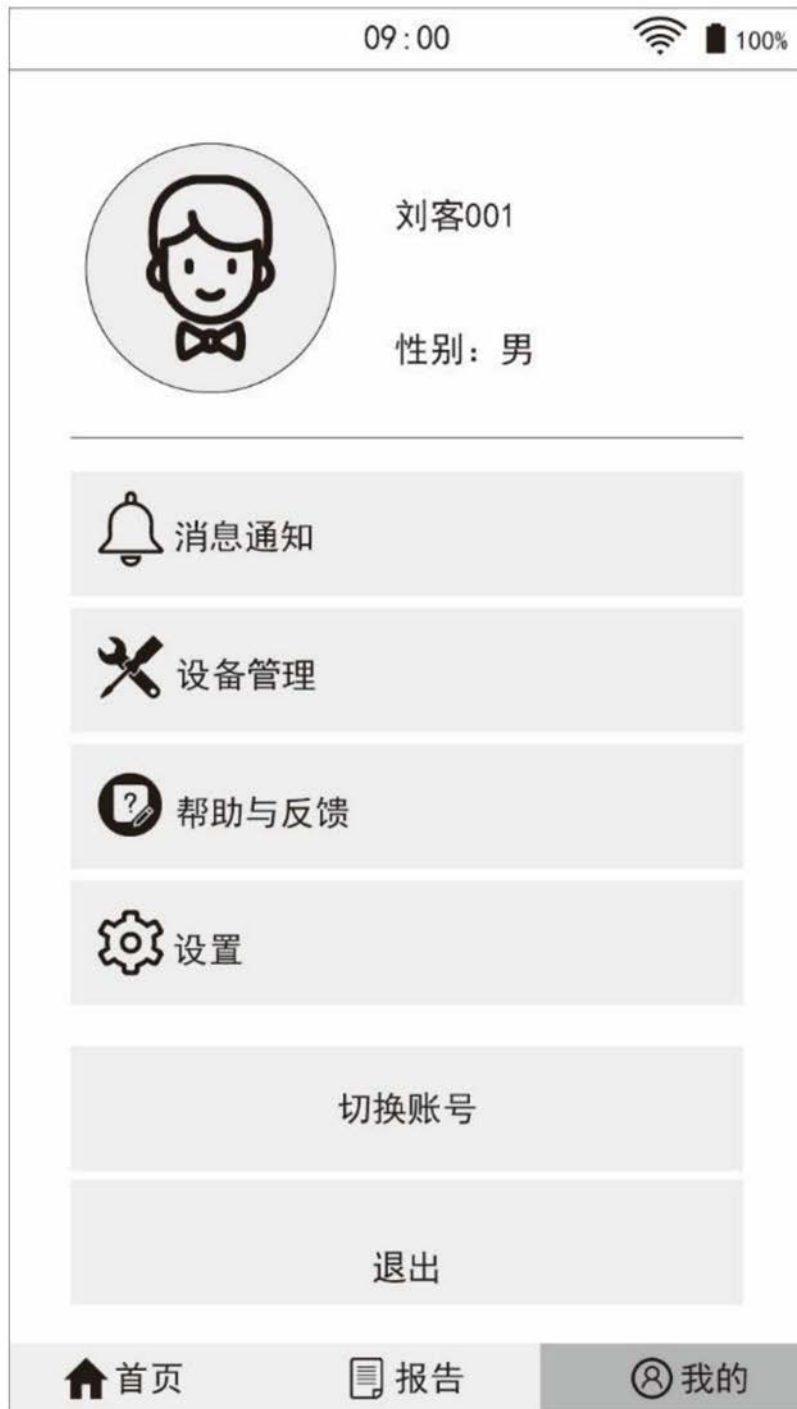 09:00 100%
刘客001
性别：男
消息通知
设备管理
?
帮助与反馈
设置
切换账号
退出
首页 报告 我的